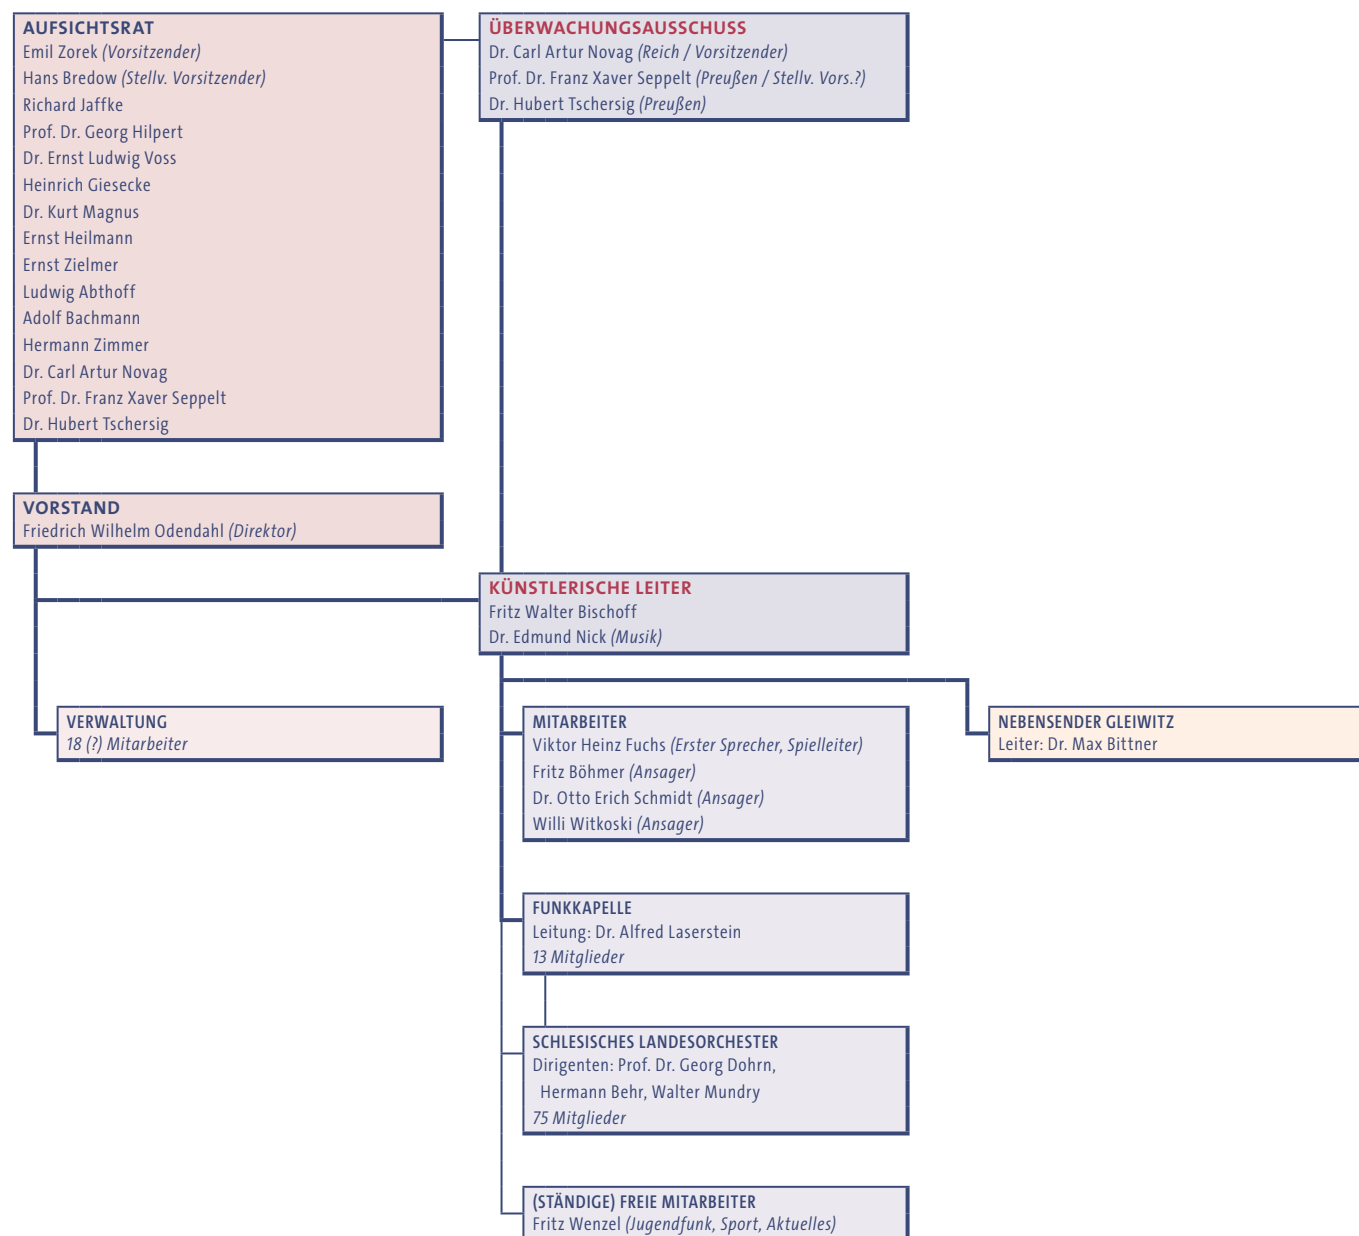 AUFSICHTSRAT
Emil Zorek (Vorsitzender)
Hans Bredow (Stellv. Vorsitzender)
Richard Jaffke
Prof. Dr. Georg Hilpert
Dr. Ernst Ludwig Voss
Heinrich Giesecke
Dr. Kurt Magnus
Ernst Heilmann
Ernst Zielmer
Ludwig Abthoff
Adolf Bachmann
Hermann Zimmer
Dr. Carl Artur Novag
Prof. Dr. Franz Xaver Seppelt
Dr. Hubert Tschersig
ÜBERWACHUNGSAUSSCHUSS
Dr. Carl Artur Novag (Reich / Vorsitzender)
Prof. Dr. Franz Xaver Seppelt (Preußen / Stellv. Vors.?)
Dr. Hubert Tschersig (Preußen)
VORSTAND
Friedrich Wilhelm Odendahl (Direktor)
KÜNSTLERISCHE LEITER
Fritz Walter Bischoff
Dr. Edmund Nick (Musik)
VERWALTUNG
18 (?) Mitarbeiter
MITARBEITER
Viktor Heinz Fuchs (Erster Sprecher, Spielleiter)
Fritz Böhmer (Ansager)
Dr. Otto Erich Schmidt (Ansager)
Willi Witkoski (Ansager)
NEBENSENDER GLEIWITZ
Leiter: Dr. Max Bittner
FUNKKAPELLE
Leitung: Dr. Alfred Laserstein
13 Mitglieder
SCHLESISCHES LANDESORCHESTER
Dirigenten: Prof. Dr. Georg Dohrn,
Hermann Behr, Walter Mundry
75 Mitglieder
(STÄNDIGE) FREIE MITARBEITER
Fritz Wenzel (Jugendfunk, Sport, Aktuelles)